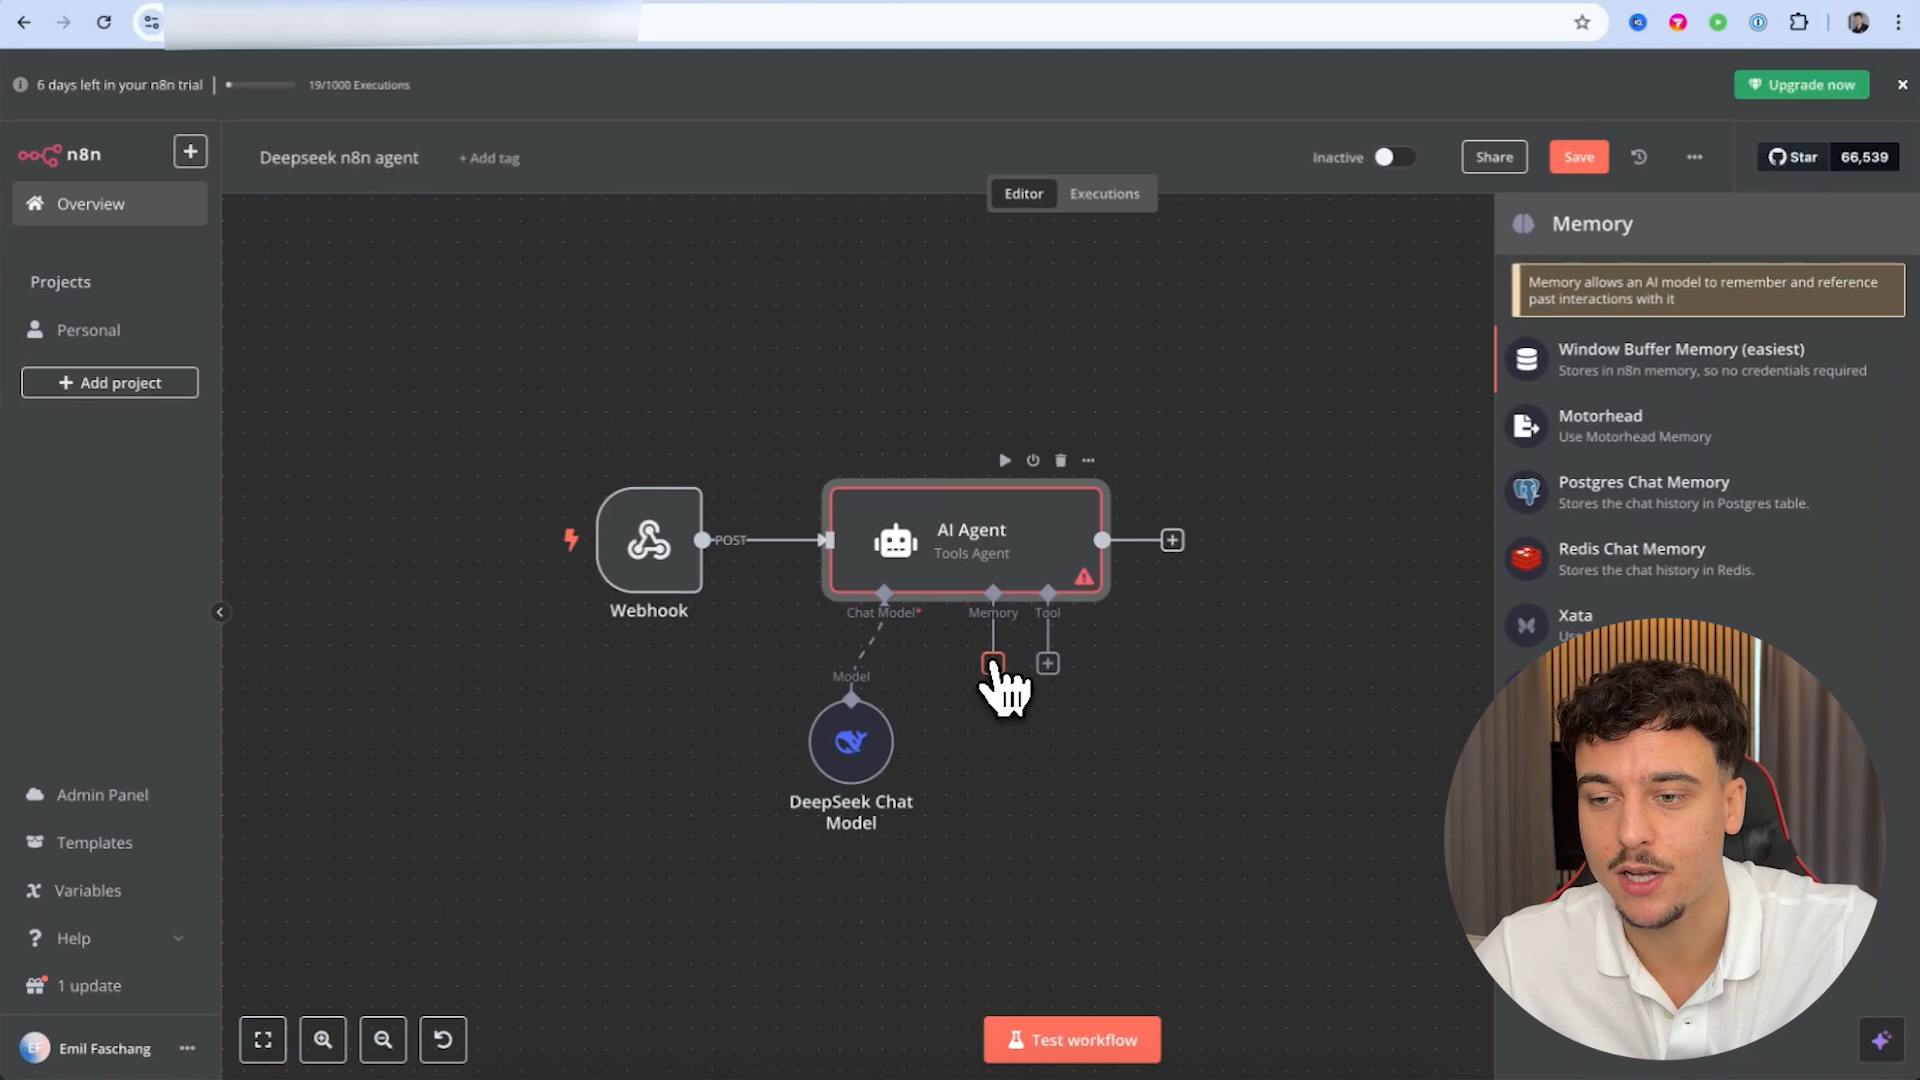 6 days left in your n8n trial
19/1000 Executions
Upgrade now
n8n
Deepseek n8n agent
+ Add tag
Inactive
Share
Save
Star 66,539
Editor Executions
Overview
Projects
Personal
+ Add project
Memory
Memory allows an AI model to remember and reference
past interactions with it
Window Buffer Memory (easiest)
Stores in n8n memory, so no credentials required
Motorhead
Use Motorhead Memory
Postgres Chat Memory
Stores the chat history in Postgres table.
Redis Chat Memory
Stores the chat history in Redis.
Xata
POST
AI Agent
Tools Agent
Webhook
Chat Model*
Memory
Tool
Model
DeepSeek Chat
Model
Admin Panel
Templates
Variables
Help
1 update
EF
Emil Faschang
Test workflow